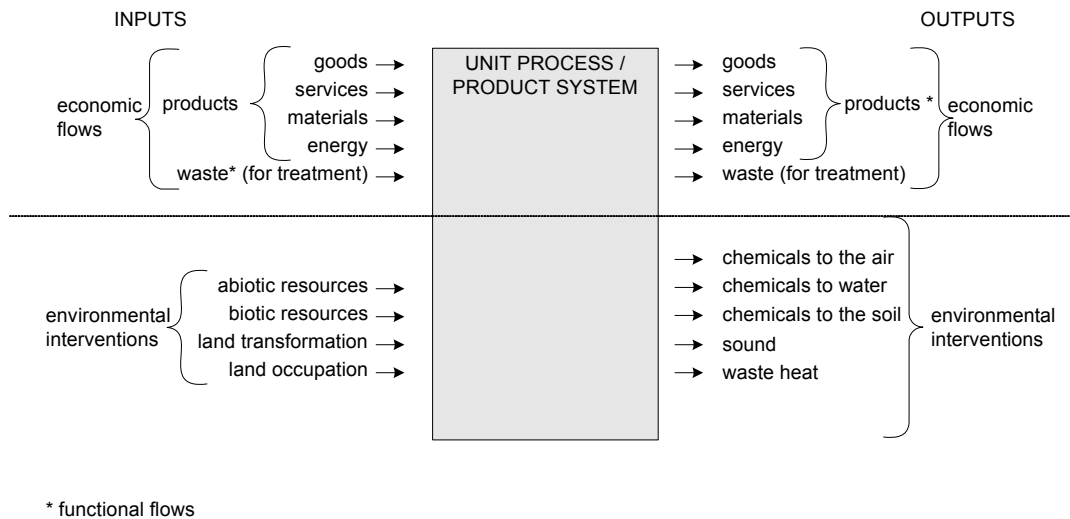 INPUTS
OUTPUTS
economic
flows
products
goods
services
materials
energy
waste* (for treatment)
UNIT PROCESS /
PRODUCT SYSTEM
goods
services
materials
energy
waste (for treatment)
products *
economic
flows
environmental
interventions
abiotic resources
biotic resources
land transformation
land occupation
chemicals to the air
chemicals to water
chemicals to the soil
sound
waste heat
environmental
interventions
* functional flows